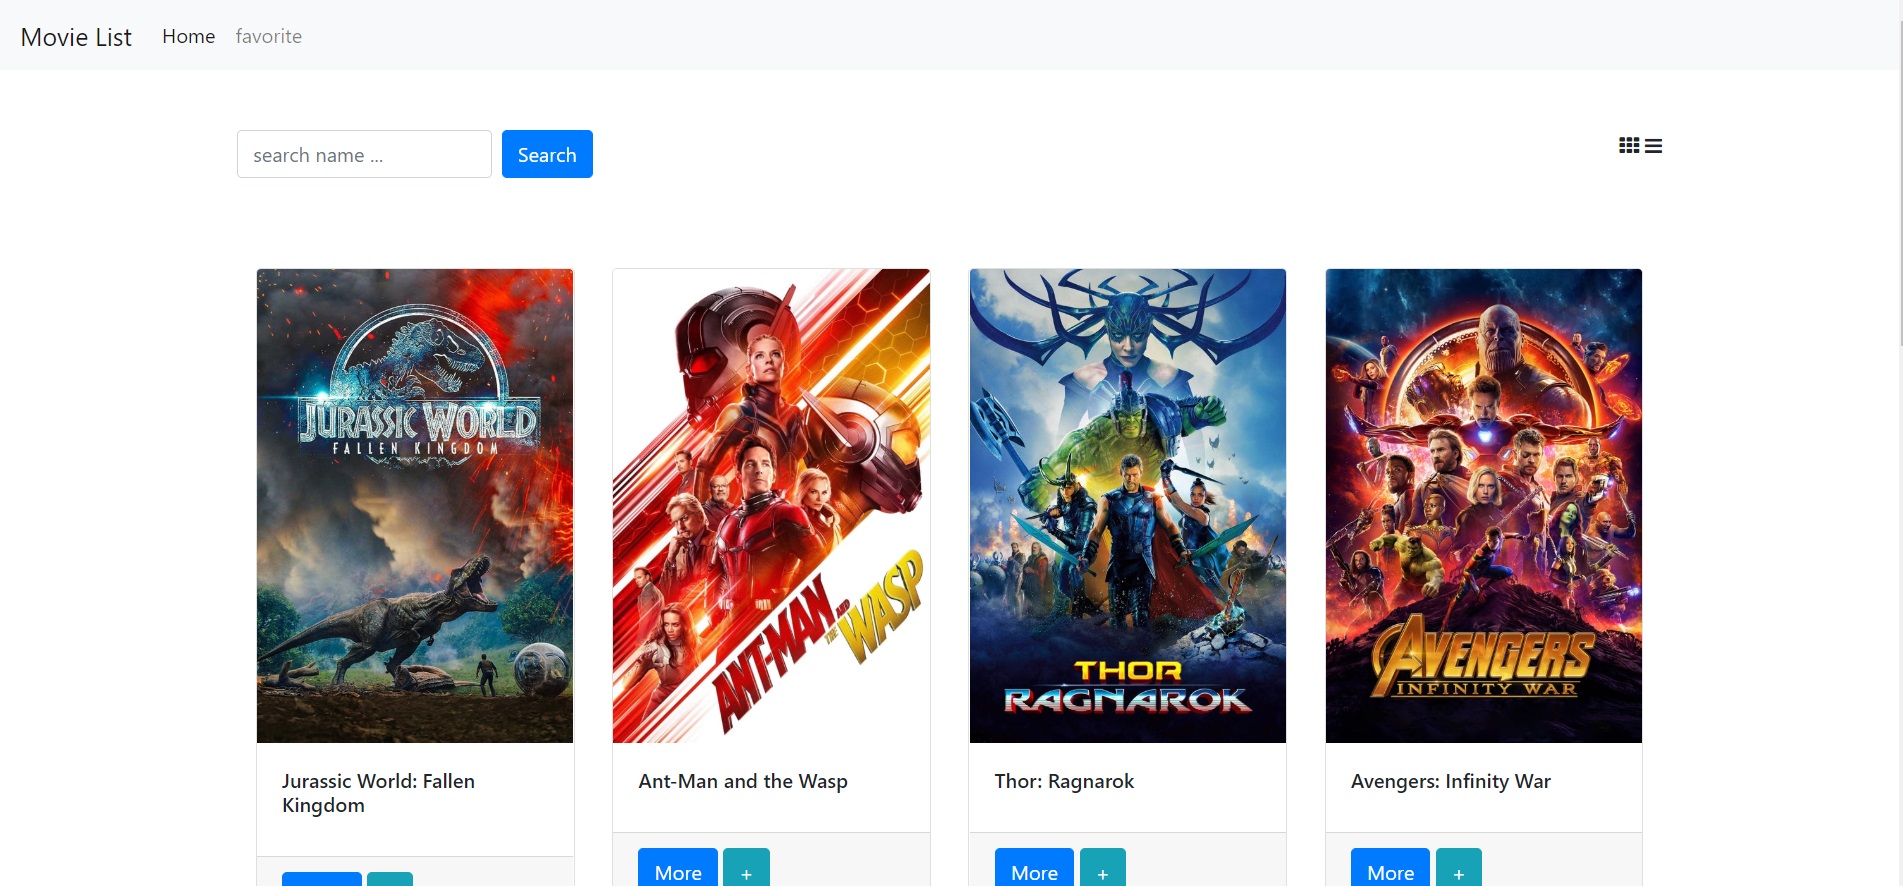 Movie List Home favorite
search name ... Search
JURASSIC WORLD
FALLEN KINGDOM
ANT-MAN AND THE WASP
THOR
RAGNAROK
AVENGERS
INFINITY WAR
Jurassic World: Fallen
Kingdom
Ant-Man and the Wasp
Thor: Ragnarok
Avengers: Infinity War
More +
More +
More +